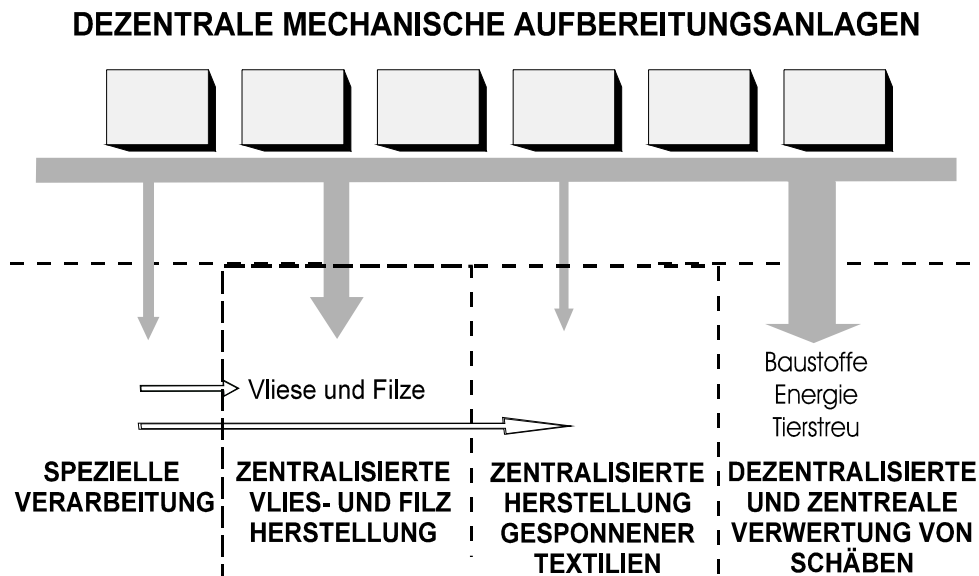 DEZENTRALE MECHANISCHE AUFBEREITUNGSANLAGEN
Baustoffe
Energie
Tierstreu
Vliese und Filze
SPEZIELLE
VERARBEITUNG
ZENTRALISIERTE
VLIES- UND FILZ
HERSTELLUNG
ZENTRALISIERTE
HERSTELLUNG
GESPONNENER
TEXTILIEN
DEZENTRALISIERTE
UND ZENTREALE
VERWERTUNG VON
SCHÄBEN